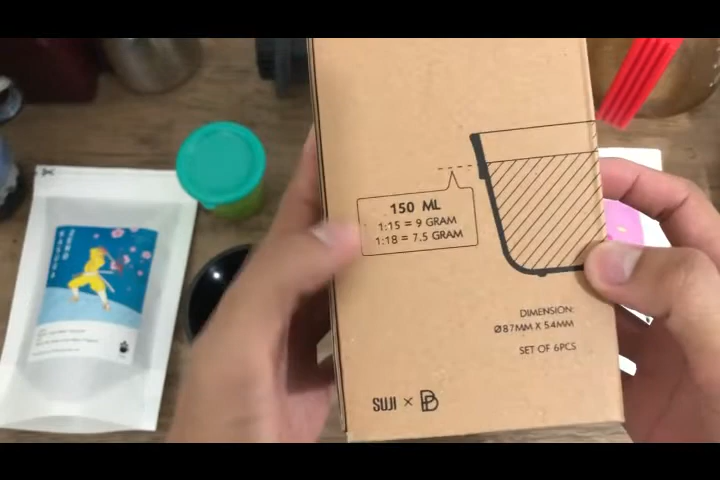 150 ML
1:15 = 9 GRAM
1:18 = 7.5 GRAM
DIMENSION:
Ø87MM X 54MM
SET OF 6PCS
SUJI ×